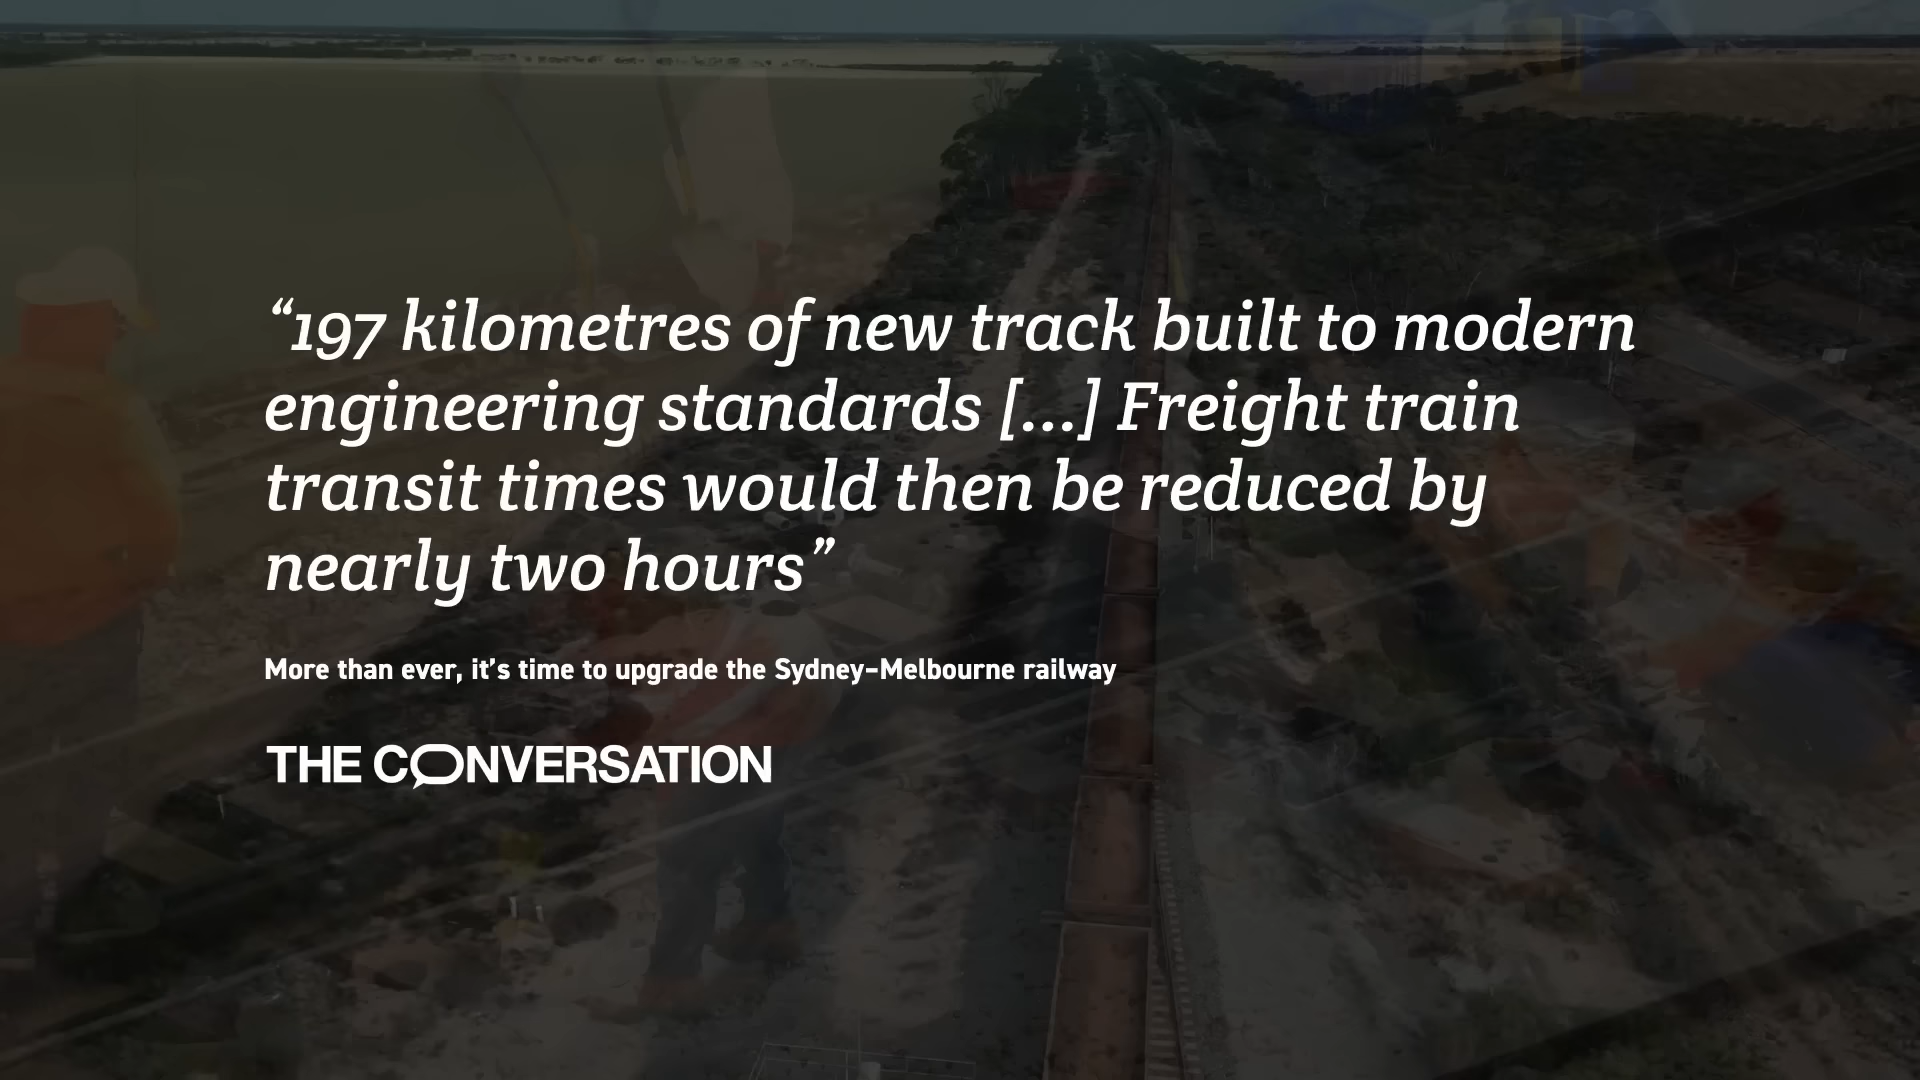 “197 kilometres of new track built to modern
engineering standards [...] Freight train
transit times would then be reduced by
nearly two hours”
More than ever, it’s time to upgrade the Sydney–Melbourne railway
THE CONVERSATION